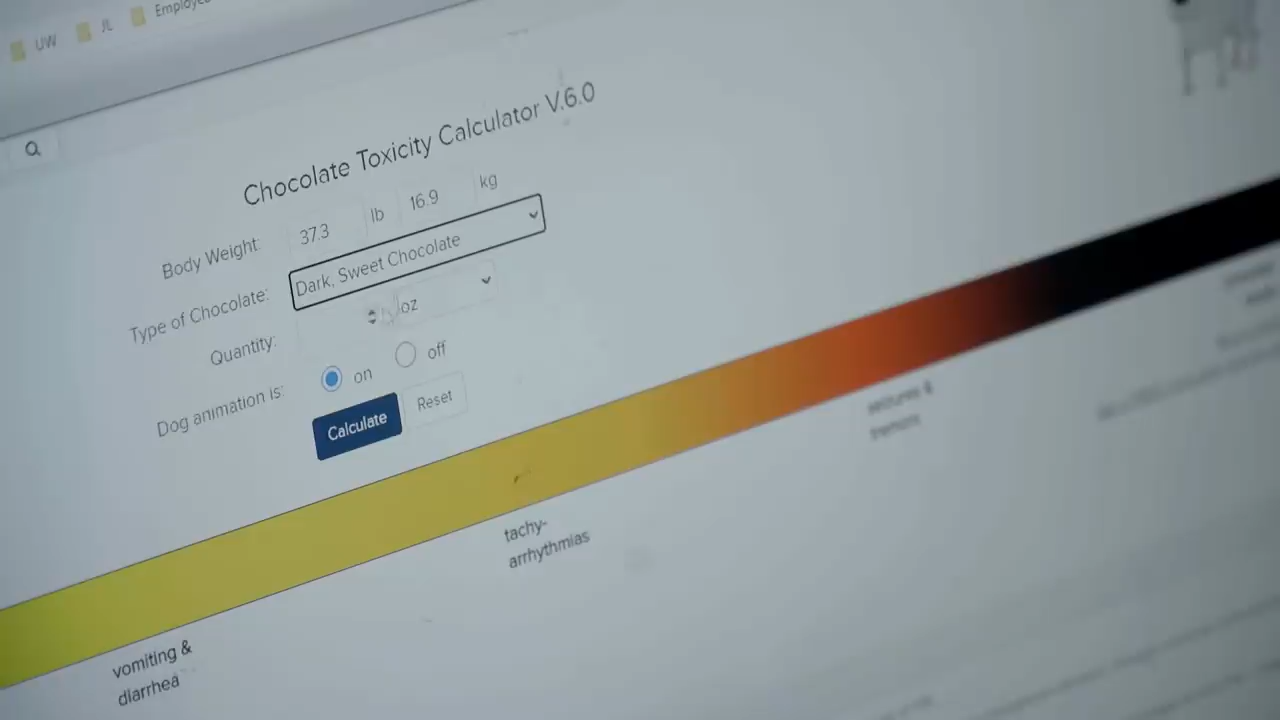 UW JL Employee
Chocolate Toxicity Calculator V.6.0
Body Weight: 37.3 lb 16.9 kg
Type of Chocolate: Dark, Sweet Chocolate
Quantity: oz
Dog animation is: on off
Calculate Reset
vomiting &
diarrhea
tachy-
arrhythmias
seizures &
tremors